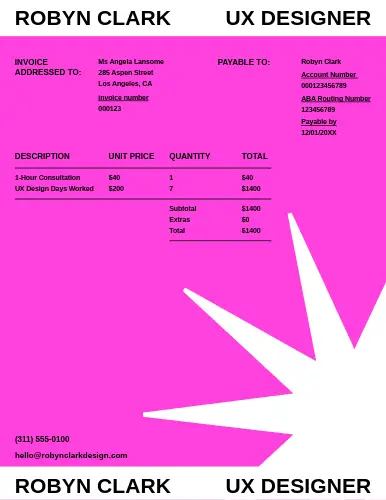 ROBYN CLARK UX DESIGNER
INVOICE
ADDRESSED TO:
Ms Angela Lansome
285 Aspen Street
Los Angeles, CA
Invoice number
000123
PAYABLE TO:
Robyn Clark
Account Number
000123456789
ABA Routing Number
123456789
Payable by
12/01/20XX
DESCRIPTION UNIT PRICE QUANTITY TOTAL
1-Hour Consultation $40 1 $40
UX Design Days Worked $200 7 $1400
Subtotal $1400
Extras $0
Total $1400
(311) 555-0100
hello@robynclarkdesign.com
ROBYN CLARK UX DESIGNER